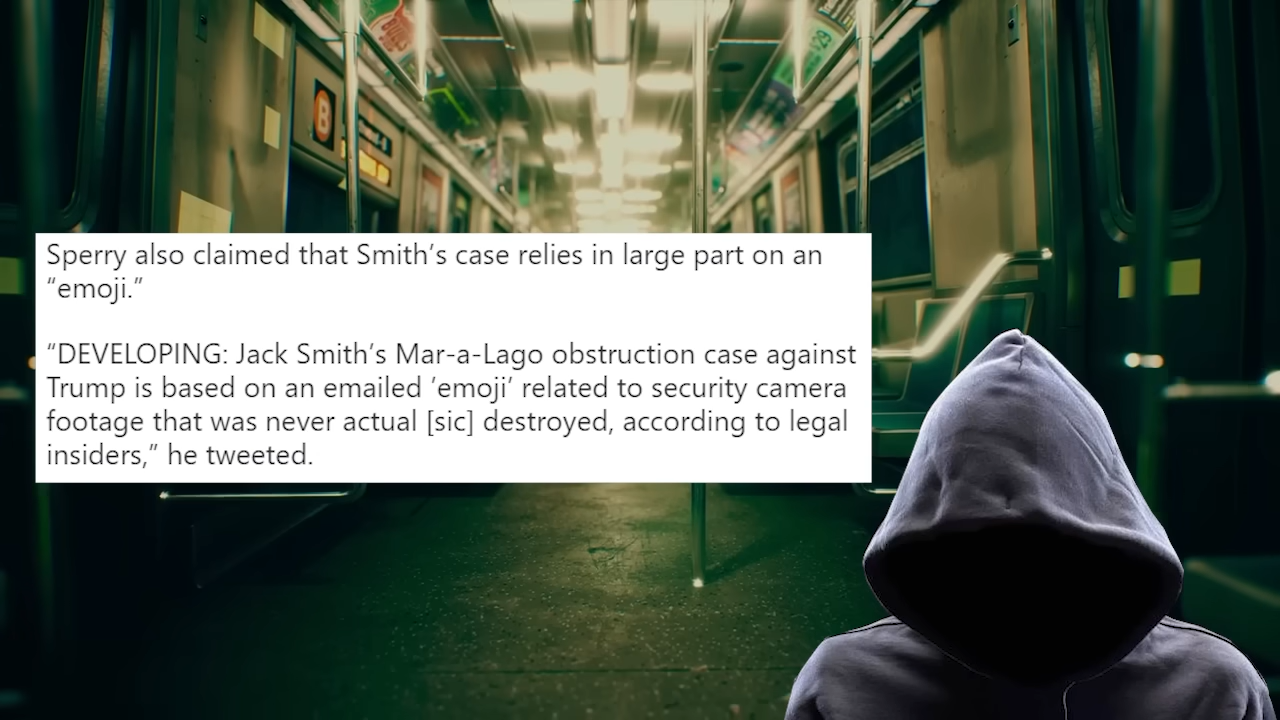 Sperry also claimed that Smith’s case relies in large part on an
“emoji.”
“DEVELOPING: Jack Smith’s Mar-a-Lago obstruction case against
Trump is based on an emailed ’emoji’ related to security camera
footage that was never actual [sic] destroyed, according to legal
insiders,” he tweeted.
B